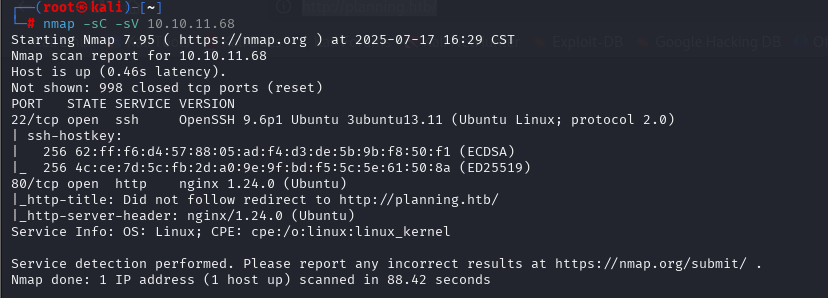 http://planning.htb
┌──(root㉿kali)-[~]
└─# nmap -sC -sV 10.10.11.68
Exploit-DB Google Hacking DB
Starting Nmap 7.95 ( https://nmap.org ) at 2025-07-17 16:29 CST
Nmap scan report for 10.10.11.68
Host is up (0.46s latency).
Not shown: 998 closed tcp ports (reset)
PORT   STATE SERVICE VERSION
22/tcp open  ssh     OpenSSH 9.6p1 Ubuntu 3ubuntu13.11 (Ubuntu Linux; protocol 2.0)
| ssh-hostkey:
|   256 62:ff:f6:d4:57:88:05:ad:f4:d3:de:5b:9b:f8:50:f1 (ECDSA)
|_  256 4c:ce:7d:5c:fb:2d:a0:9e:9f:bd:f5:5c:5e:61:50:8a (ED25519)
80/tcp open  http    nginx 1.24.0 (Ubuntu)
|_http-title: Did not follow redirect to http://planning.htb/
|_http-server-header: nginx/1.24.0 (Ubuntu)
Service Info: OS: Linux; CPE: cpe:/o:linux:linux_kernel

Service detection performed. Please report any incorrect results at https://nmap.org/submit/ .
Nmap done: 1 IP address (1 host up) scanned in 88.42 seconds